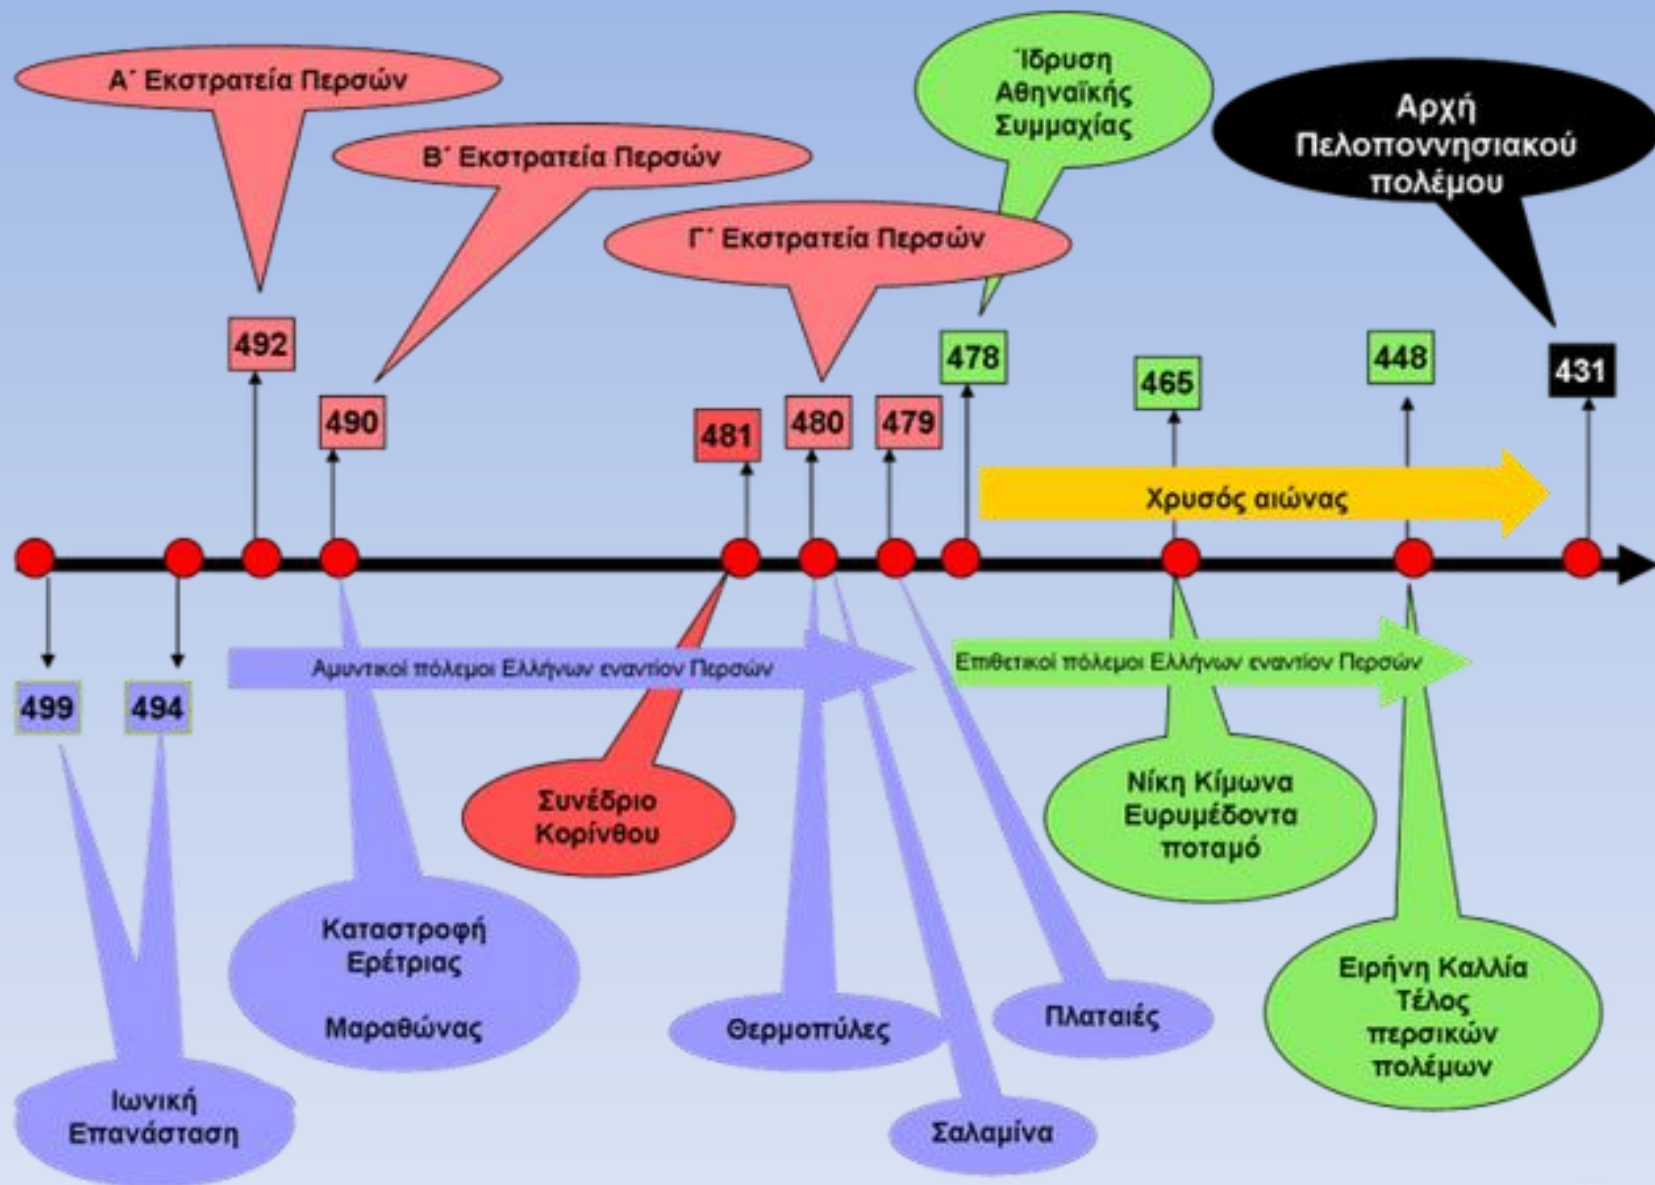 Α΄ Εκστρατεία Περσών
Β΄ Εκστρατεία Περσών
Γ΄ Εκστρατεία Περσών
Ίδρυση
Αθηναϊκής
Συμμαχίας
Αρχή
Πελοποννησιακού
πολέμου
492
490
481
480
479
478
465
448
431
Χρυσός αιώνας
Αμυντικοί πόλεμοι Ελλήνων εναντίον Περσών
Επιθετικοί πόλεμοι Ελλήνων εναντίον Περσών
499
494
Συνέδριο
Κορίνθου
Νίκη Κίμωνα
Ευρυμέδοντα
ποταμό
Καταστροφή
Ερέτριας
Μαραθώνας
Θερμοπύλες
Πλαταιές
Ειρήνη Καλλία
Τέλος
περσικών
πολέμων
Ιωνική
Επανάσταση
Σαλαμίνα